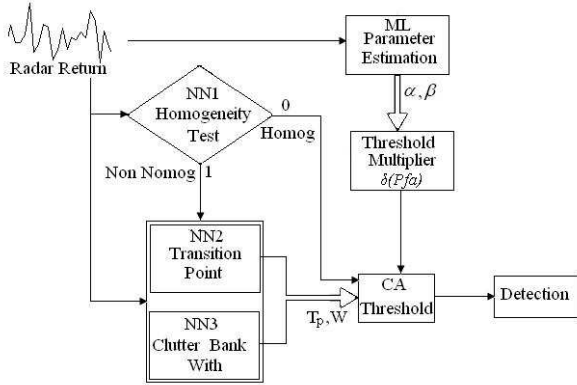 ML
Parameter
Estimation
Radar Return
α, β
NN1
Homogeneity
Test
0
Homog
Non Nomog 1
Threshold
Multiplier
δ(Pfa)
NN2
Transition
Point
NN3
Clutter Bank
With
Tp,W
CA
Threshold
Detection